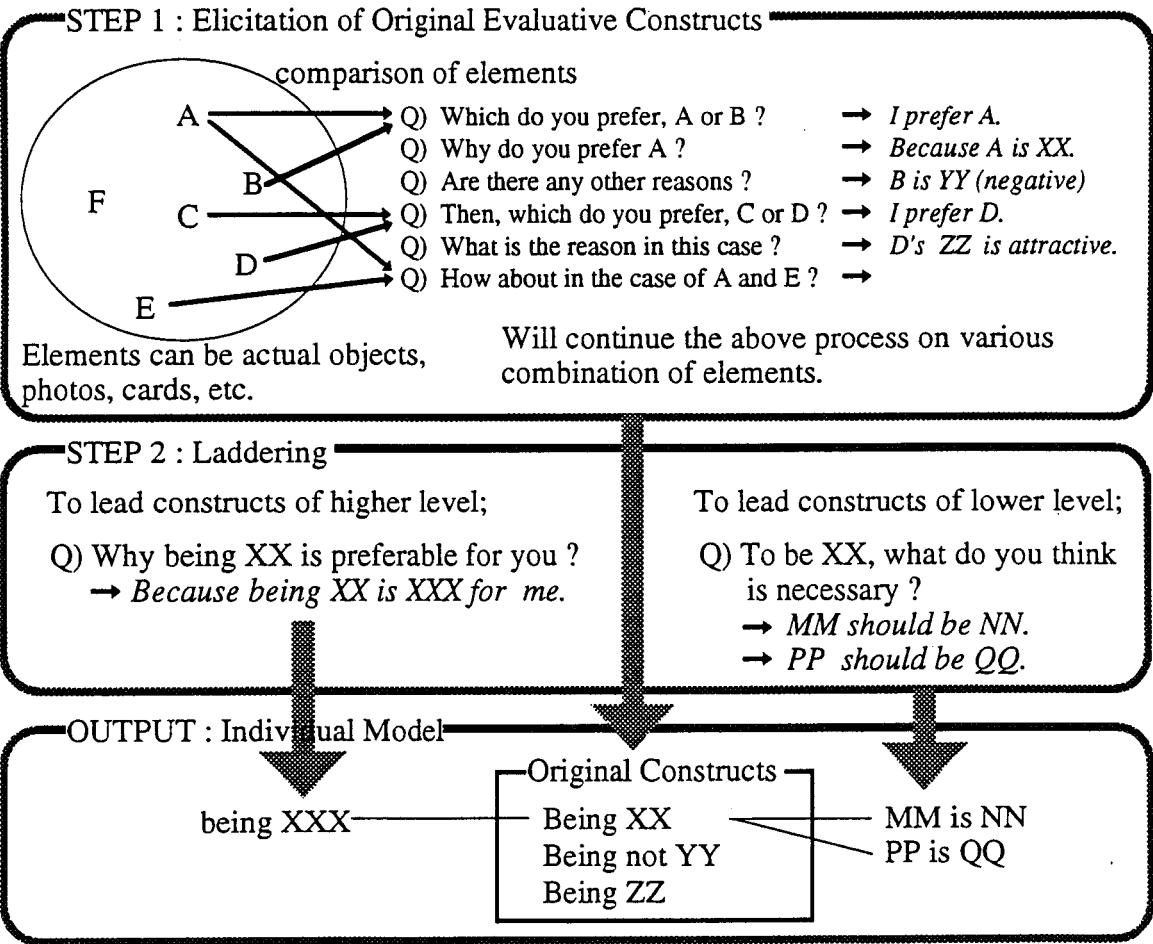 STEP 1 : Elicitation of Original Evaluative Constructs
comparison of elements
A
B
F
C
D
E
Q) Which do you prefer, A or B ? → I prefer A.
Q) Why do you prefer A ? → Because A is XX.
Q) Are there any other reasons ? → B is YY (negative)
Q) Then, which do you prefer, C or D ? → I prefer D.
Q) What is the reason in this case ? → D's ZZ is attractive.
Q) How about in the case of A and E ? →
Elements can be actual objects,
photos, cards, etc.
Will continue the above process on various
combination of elements.
STEP 2 : Laddering
To lead constructs of higher level;
Q) Why being XX is preferable for you ?
→ Because being XX is XXX for me.
To lead constructs of lower level;
Q) To be XX, what do you think
is necessary ?
→ MM should be NN.
→ PP should be QQ.
OUTPUT : Individual Model
being XXX
Original Constructs
Being XX
Being not YY
Being ZZ
MM is NN
PP is QQ